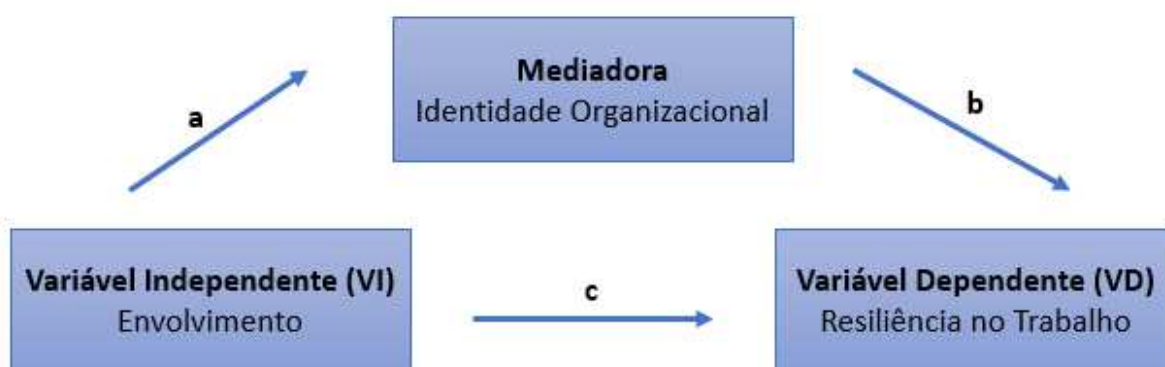 Mediadora
Identidade Organizacional
a
b
Variável Independente (VI)
Envolvimento
c
Variável Dependente (VD)
Resiliência no Trabalho